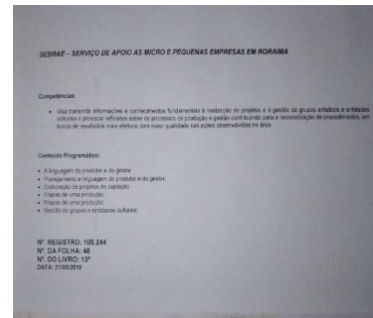 SEBRAE – SERVIÇO DE APOIO AS MICRO E PEQUENAS EMPRESAS EM RORAIMA
Competências:
• Visa transmitir informações e conhecimentos fundamentais à realização de projetos e à gestão de grupos artísticos e entidades
culturais e provocar reflexões sobre os processos de produção e gestão contribuindo para a racionalização de procedimentos, em
busca de resultados mais efetivos com maior qualidade nas ações desenvolvidas na área.
Conteúdo Programático:
• A linguagem do produtor e do gestor
• Planejamento a linguagem do produtor e do gestor
• Elaboração de projetos de captação
• Etapas de uma produção
• Etapas de uma produção
• Gestão de grupos e entidades culturais
Nº. REGISTRO: 105.244
Nº. DA FOLHA: 48
Nº. DO LIVRO: 13º
DATA: 21/05/2010